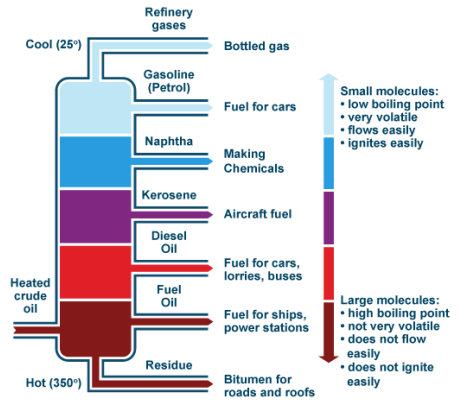 Refinery
gases
Cool (25°)
Bottled gas
Gasoline
(Petrol)
Fuel for cars
Naphtha
Making
Chemicals
Kerosene
Aircraft fuel
Diesel
Oil
Fuel for cars,
lorries, buses
Heated
crude
oil
Fuel
Oil
Fuel for ships,
power stations
Residue
Hot (350°)
Bitumen for
roads and roofs
Small molecules:
• low boiling point
• very volatile
• flows easily
• ignites easily
Large molecules:
• high boiling point
• not very volatile
• does not flow
easily
• does not ignite
easily